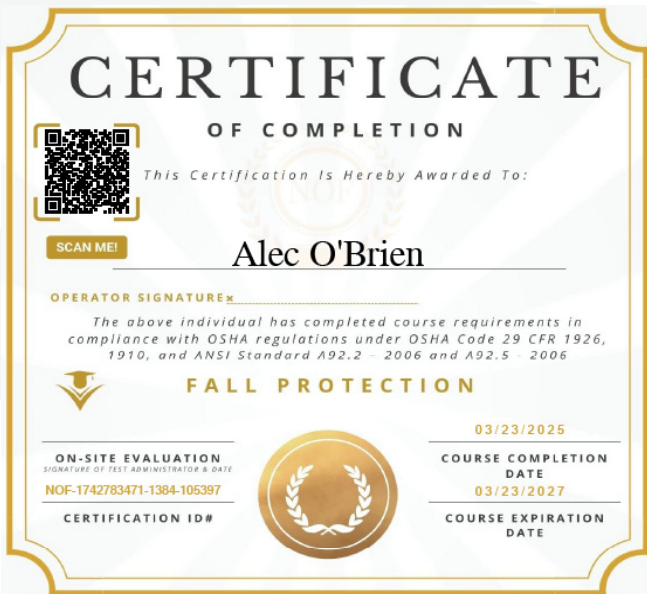 CERTIFICATE
OF COMPLETION
This Certification Is Hereby Awarded To:
NOF
SCAN ME!
Alec O'Brien
OPERATOR SIGNATURE×
The above individual has completed course requirements in
compliance with OSHA regulations under OSHA Code 29 CFR 1926,
1910, and ANSI Standard A92.2 - 2006 and A92.5 - 2006
FALL PROTECTION
03/23/2025
ON-SITE EVALUATION
SIGNATURE OF TEST ADMINISTRATOR & DATE
COURSE COMPLETION
DATE
NOF-1742783471-1384-105397
03/23/2027
CERTIFICATION ID#
COURSE EXPIRATION
DATE